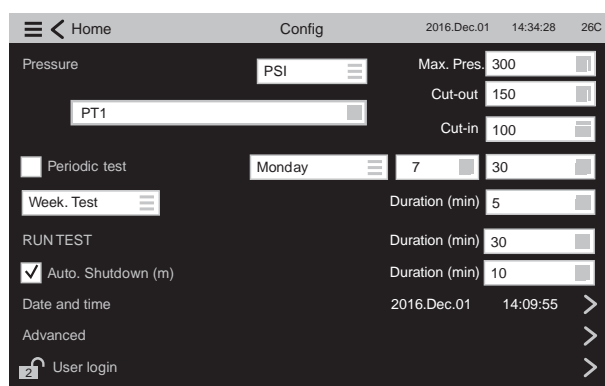 Home Config 2016.Dec.01 14:34:28 26C
Pressure PSI Max. Pres. 300
Cut-out 150
PT1
Cut-in 100
Periodic test Monday 7 30
Week. Test Duration (min) 5
RUN TEST Duration (min) 30
Auto. Shutdown (m) Duration (min) 10
Date and time 2016.Dec.01 14:09:55
Advanced
2 User login